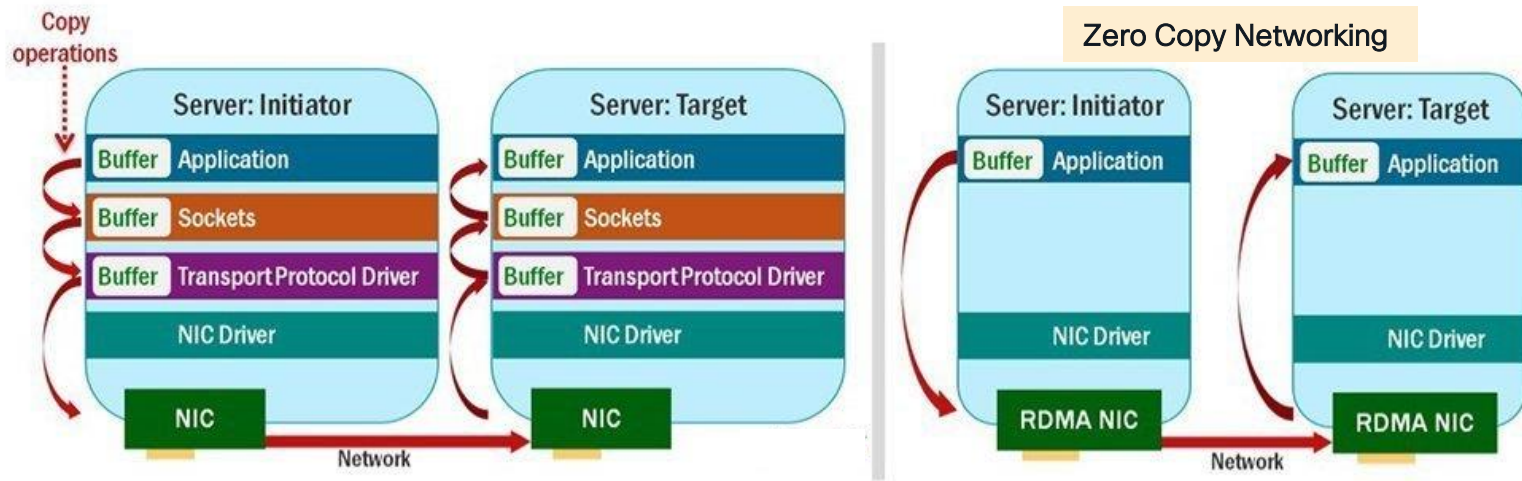 Copy
operations
Server: Initiator
Buffer Application
Buffer Sockets
Buffer Transport Protocol Driver
NIC Driver
NIC
Network
Server: Target
Buffer Application
Buffer Sockets
Buffer Transport Protocol Driver
NIC Driver
NIC
Zero Copy Networking
Server: Initiator
Buffer Application
NIC Driver
RDMA NIC
Network
Server: Target
Buffer Application
NIC Driver
RDMA NIC